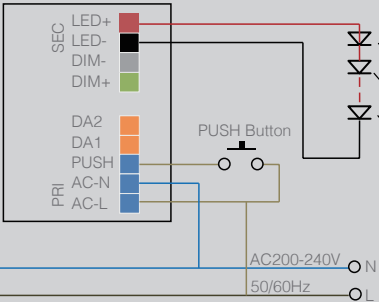 SEC
LED+
LED-
DIM-
DIM+
DA2
DA1
PUSH
PRI
AC-N
AC-L
PUSH Button
AC200-240V
N
50/60Hz
L